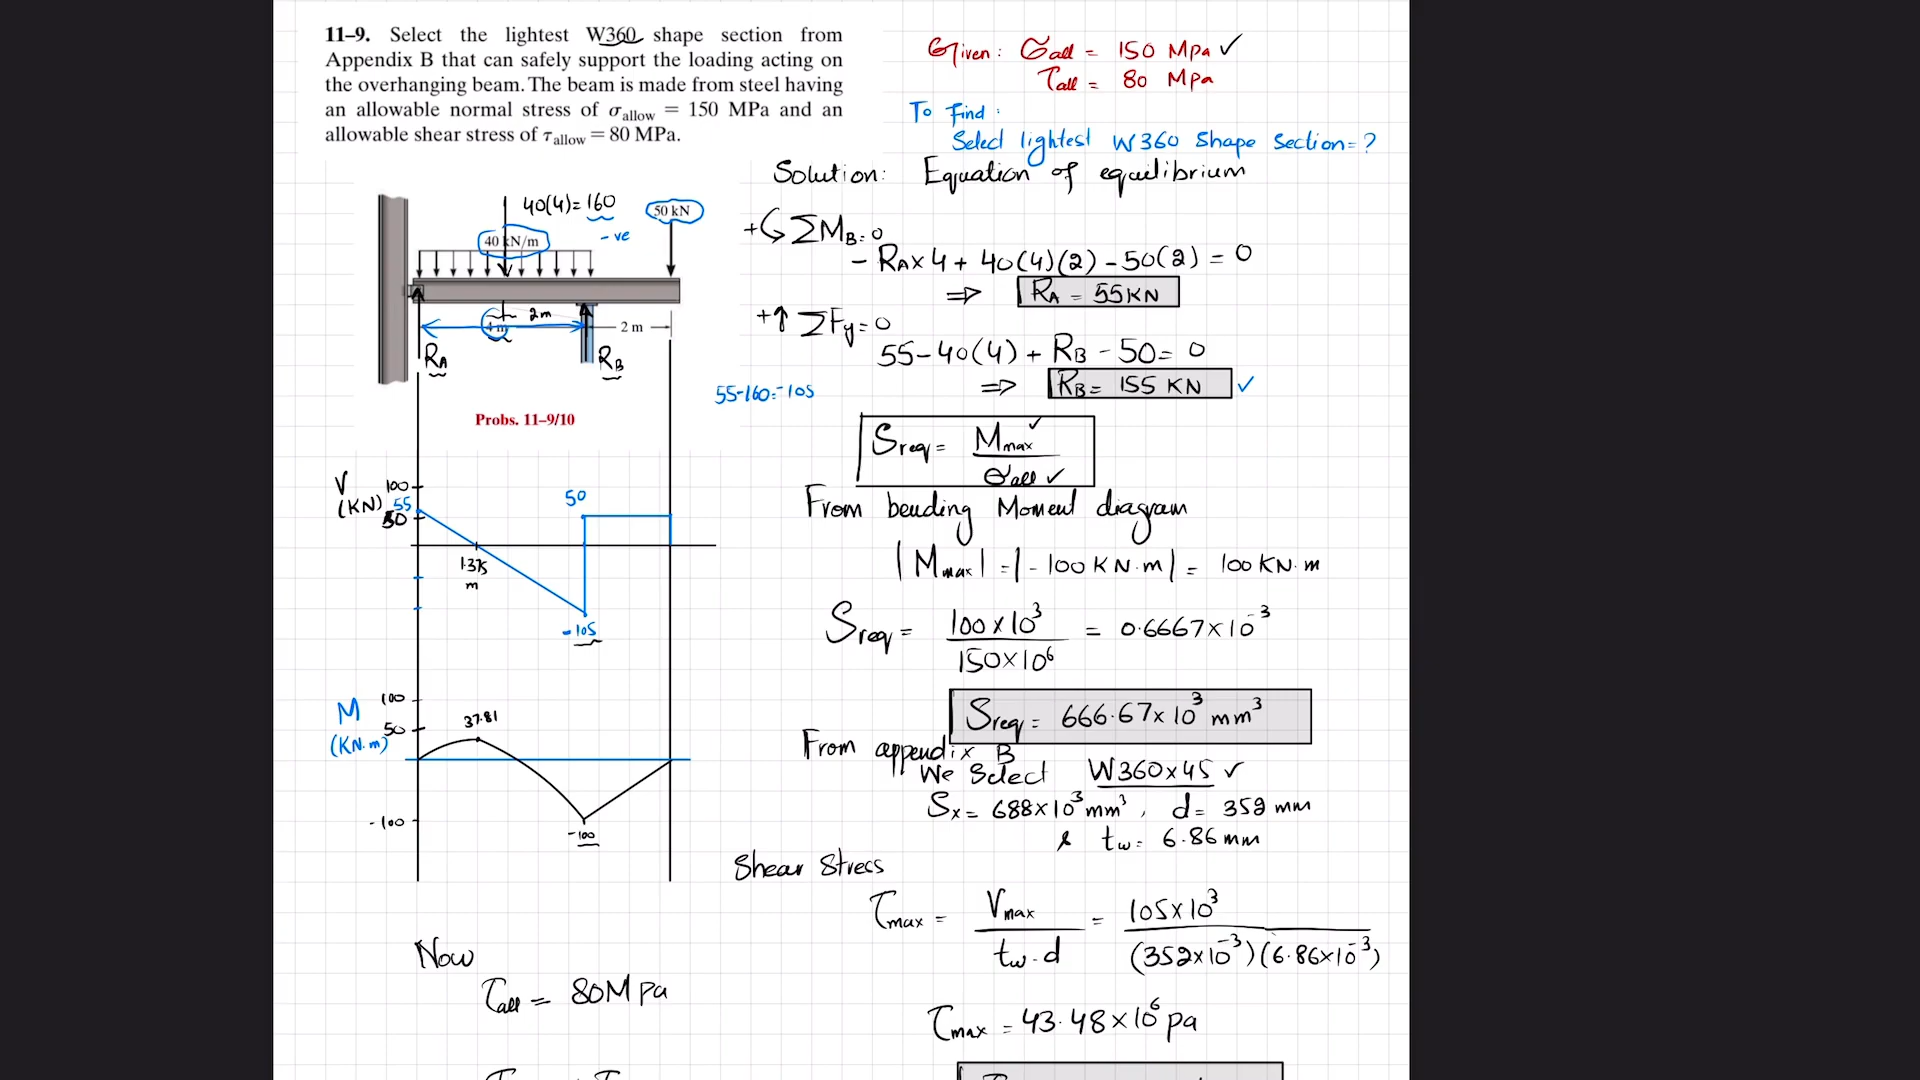 11–9. Select the lightest W360 shape section from
Appendix B that can safely support the loading acting on
the overhanging beam. The beam is made from steel having
an allowable normal stress of σallow = 150 MPa and an
allowable shear stress of τallow = 80 MPa.
Given: σall = 150 MPa ✓
τall = 80 MPa
To Find:
Select lightest W360 Shape Section = ?
Solution: Equation of equilibrium
40(4) = 160
50 kN
- ve
40 kN/m
2m
4 m
2 m
RA
RB
Probs. 11–9/10
+↺ ΣMB = 0
- RA × 4 + 40(4)(2) - 50(2) = 0
⇒ RA = 55KN
+↑ ΣFy = 0
55 - 40(4) + RB - 50 = 0
⇒ RB = 155 KN ✓
55-160=-105
Sreq = Mmax ✓ / σall ✓
From bending Moment diagram
|Mmax| = |- 100 KN·m| = 100 KN·m
Sreq = 100×10³ / 150×10⁶ = 0.6667×10⁻³
Sreq = 666.67×10³ mm³
From appendix B
We Select W360×45 ✓
Sx = 688×10³ mm³, d = 352 mm
& tw = 6.86 mm
V
(KN)
100
55
50
50
1.375
m
-105
M
(KN.m)
100
50
37.81
-100
-100
Shear Stress
τmax = Vmax / tw·d = 105×10³ / (352×10⁻³)(6.86×10⁻³)
τmax = 43.48×10⁶ pa
Now
τall = 80M Pa